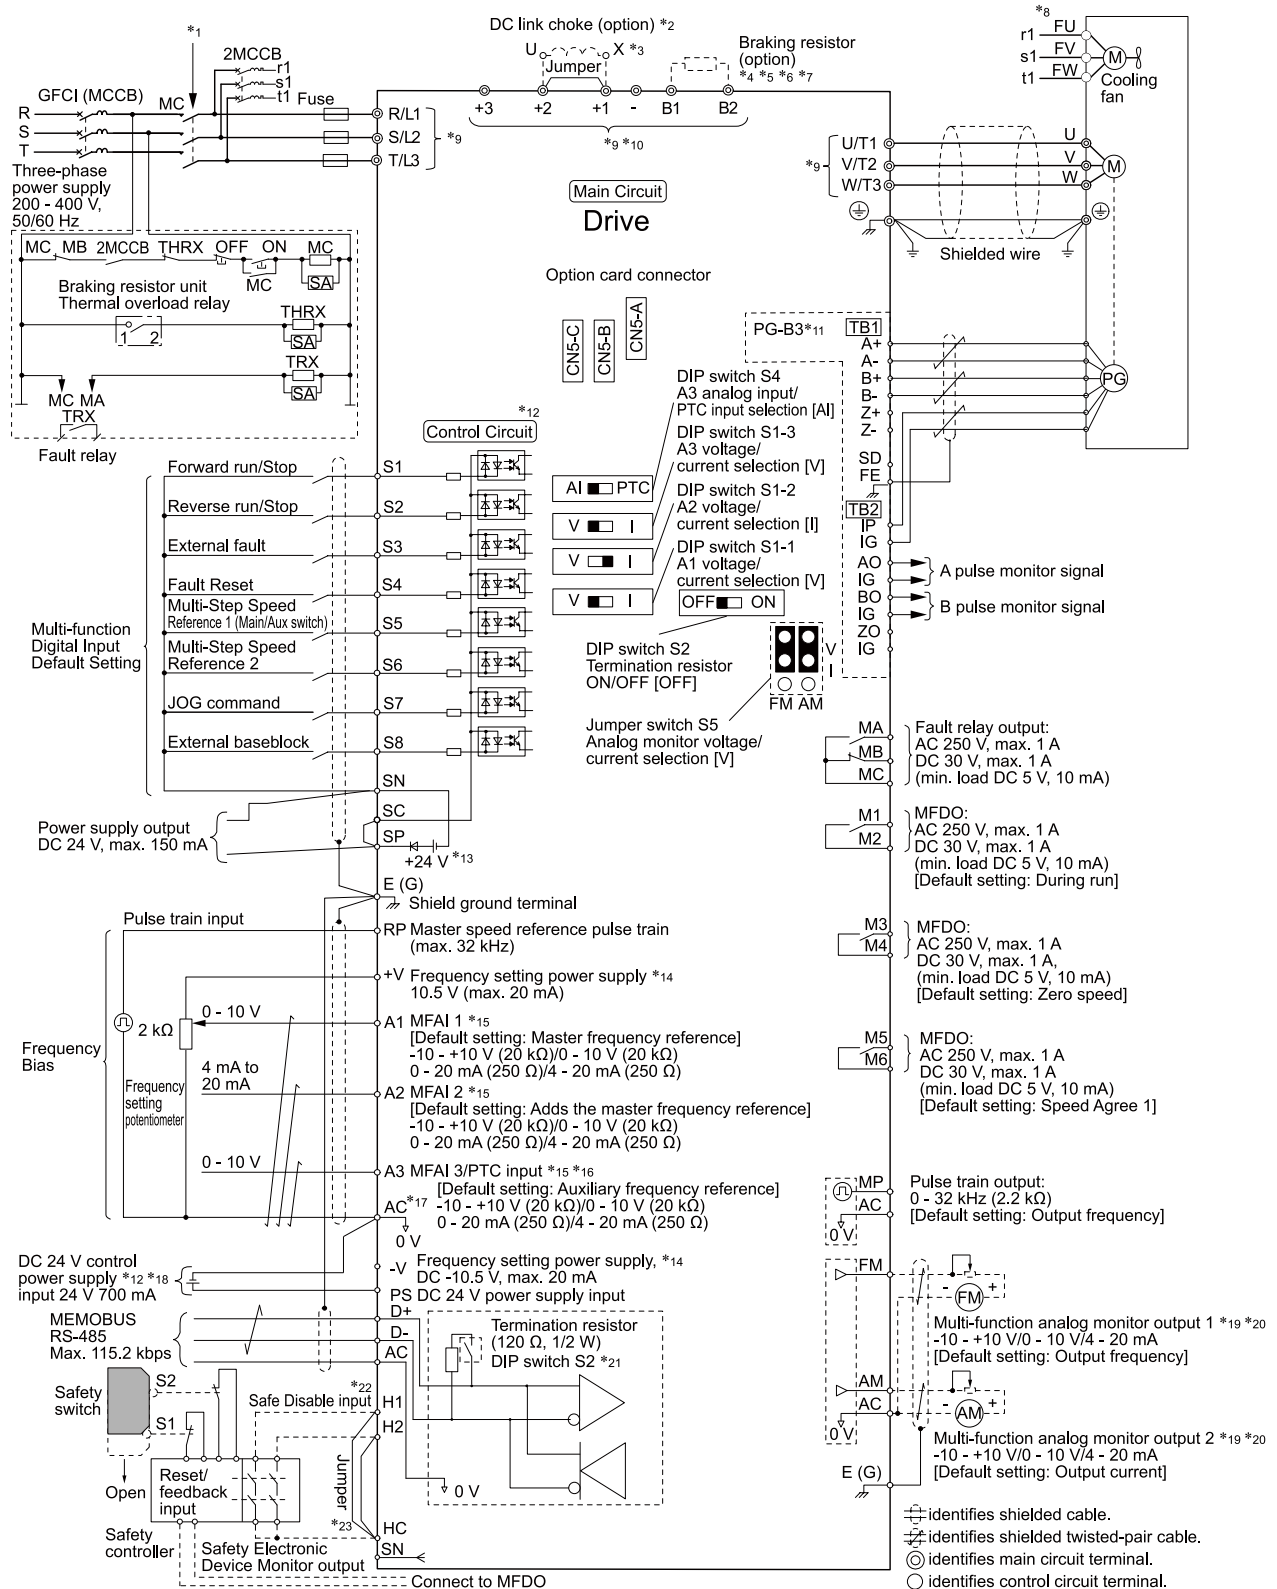 *1
DC link choke (option) *2
U X *3
Jumper
Braking resistor
(option)
*4 *5 *6 *7
*8
r1 FU
s1 FV
t1 FW
M
Cooling
fan
2MCCB
r1
s1
t1
GFCI (MCCB)
MC
Fuse
R
S
T
R/L1
S/L2
T/L3
*9
+3
+2
+1
-
B1
B2
*9 *10
Three-phase
power supply
200 - 400 V,
50/60 Hz
Main Circuit
Drive
*9
U/T1
V/T2
W/T3
U
V
W
M
Shielded wire
MC MB 2MCCB THRX OFF ON MC
MC
SA
Braking resistor unit
Thermal overload relay
1 2
THRX
SA
TRX
SA
MC MA
TRX
Fault relay
Option card connector
CN5-C
CN5-B
CN5-A
PG-B3*11
TB1
A+
A-
B+
B-
Z+
Z-
SD
FE
PG
TB2
IP
IG
AO
IG
BO
IG
ZO
IG
A pulse monitor signal
B pulse monitor signal
*12
Control Circuit
DIP switch S4
A3 analog input/
PTC input selection [AI]
DIP switch S1-3
A3 voltage/
current selection [V]
DIP switch S1-2
A2 voltage/
current selection [I]
DIP switch S1-1
A1 voltage/
current selection [V]
AI PTC
V I
V I
V I
OFF ON
DIP switch S2
Termination resistor
ON/OFF [OFF]
V
I
FM AM
Jumper switch S5
Analog monitor voltage/
current selection [V]
Multi-function
Digital Input
Default Setting
Forward run/Stop
S1
Reverse run/Stop
S2
External fault
S3
Fault Reset
S4
Multi-Step Speed
Reference 1 (Main/Aux switch)
S5
Multi-Step Speed
Reference 2
S6
JOG command
S7
External baseblock
S8
SN
SC
SP
Power supply output
DC 24 V, max. 150 mA
+24 V *13
E (G)
Shield ground terminal
MA
MB
MC
Fault relay output:
AC 250 V, max. 1 A
DC 30 V, max. 1 A
(min. load DC 5 V, 10 mA)
M1
M2
MFDO:
AC 250 V, max. 1 A
DC 30 V, max. 1 A
(min. load DC 5 V, 10 mA)
[Default setting: During run]
M3
M4
MFDO:
AC 250 V, max. 1 A
DC 30 V, max. 1 A,
(min. load DC 5 V, 10 mA)
[Default setting: Zero speed]
M5
M6
MFDO:
AC 250 V, max. 1 A
DC 30 V, max. 1 A
(min. load DC 5 V, 10 mA)
[Default setting: Speed Agree 1]
Pulse train input
RP Master speed reference pulse train
(max. 32 kHz)
+V Frequency setting power supply *14
10.5 V (max. 20 mA)
Frequency
Bias
2 kΩ
Frequency
setting
potentiometer
0 - 10 V
A1 MFAI 1 *15
[Default setting: Master frequency reference]
-10 - +10 V (20 kΩ)/0 - 10 V (20 kΩ)
0 - 20 mA (250 Ω)/4 - 20 mA (250 Ω)
4 mA to
20 mA
A2 MFAI 2 *15
[Default setting: Adds the master frequency reference]
-10 - +10 V (20 kΩ)/0 - 10 V (20 kΩ)
0 - 20 mA (250 Ω)/4 - 20 mA (250 Ω)
0 - 10 V
A3 MFAI 3/PTC input *15 *16
[Default setting: Auxiliary frequency reference]
-10 - +10 V (20 kΩ)/0 - 10 V (20 kΩ)
0 - 20 mA (250 Ω)/4 - 20 mA (250 Ω)
AC*17
0 V
-V Frequency setting power supply, *14
DC -10.5 V, max. 20 mA
DC 24 V control
power supply *12 *18
input 24 V 700 mA
PS DC 24 V power supply input
MP
AC
0 V
Pulse train output:
0 - 32 kHz (2.2 kΩ)
[Default setting: Output frequency]
MEMOBUS
RS-485
Max. 115.2 kbps
D+
D-
AC
Termination resistor
(120 Ω, 1/2 W)
DIP switch S2 *21
0 V
FM
- +
FM
Multi-function analog monitor output 1 *19 *20
-10 - +10 V/0 - 10 V/4 - 20 mA
[Default setting: Output frequency]
AM
AC
0 V
- +
AM
Multi-function analog monitor output 2 *19 *20
-10 - +10 V/0 - 10 V/4 - 20 mA
[Default setting: Output current]
E (G)
Safety
switch
S2
S1
Open
Safety
controller
Reset/
feedback
input
*22
Safe Disable input
H1
H2
Jumper
*23
HC
SN
Safety Electronic
Device Monitor output
Connect to MFDO
identifies shielded cable.
identifies shielded twisted-pair cable.
identifies main circuit terminal.
identifies control circuit terminal.